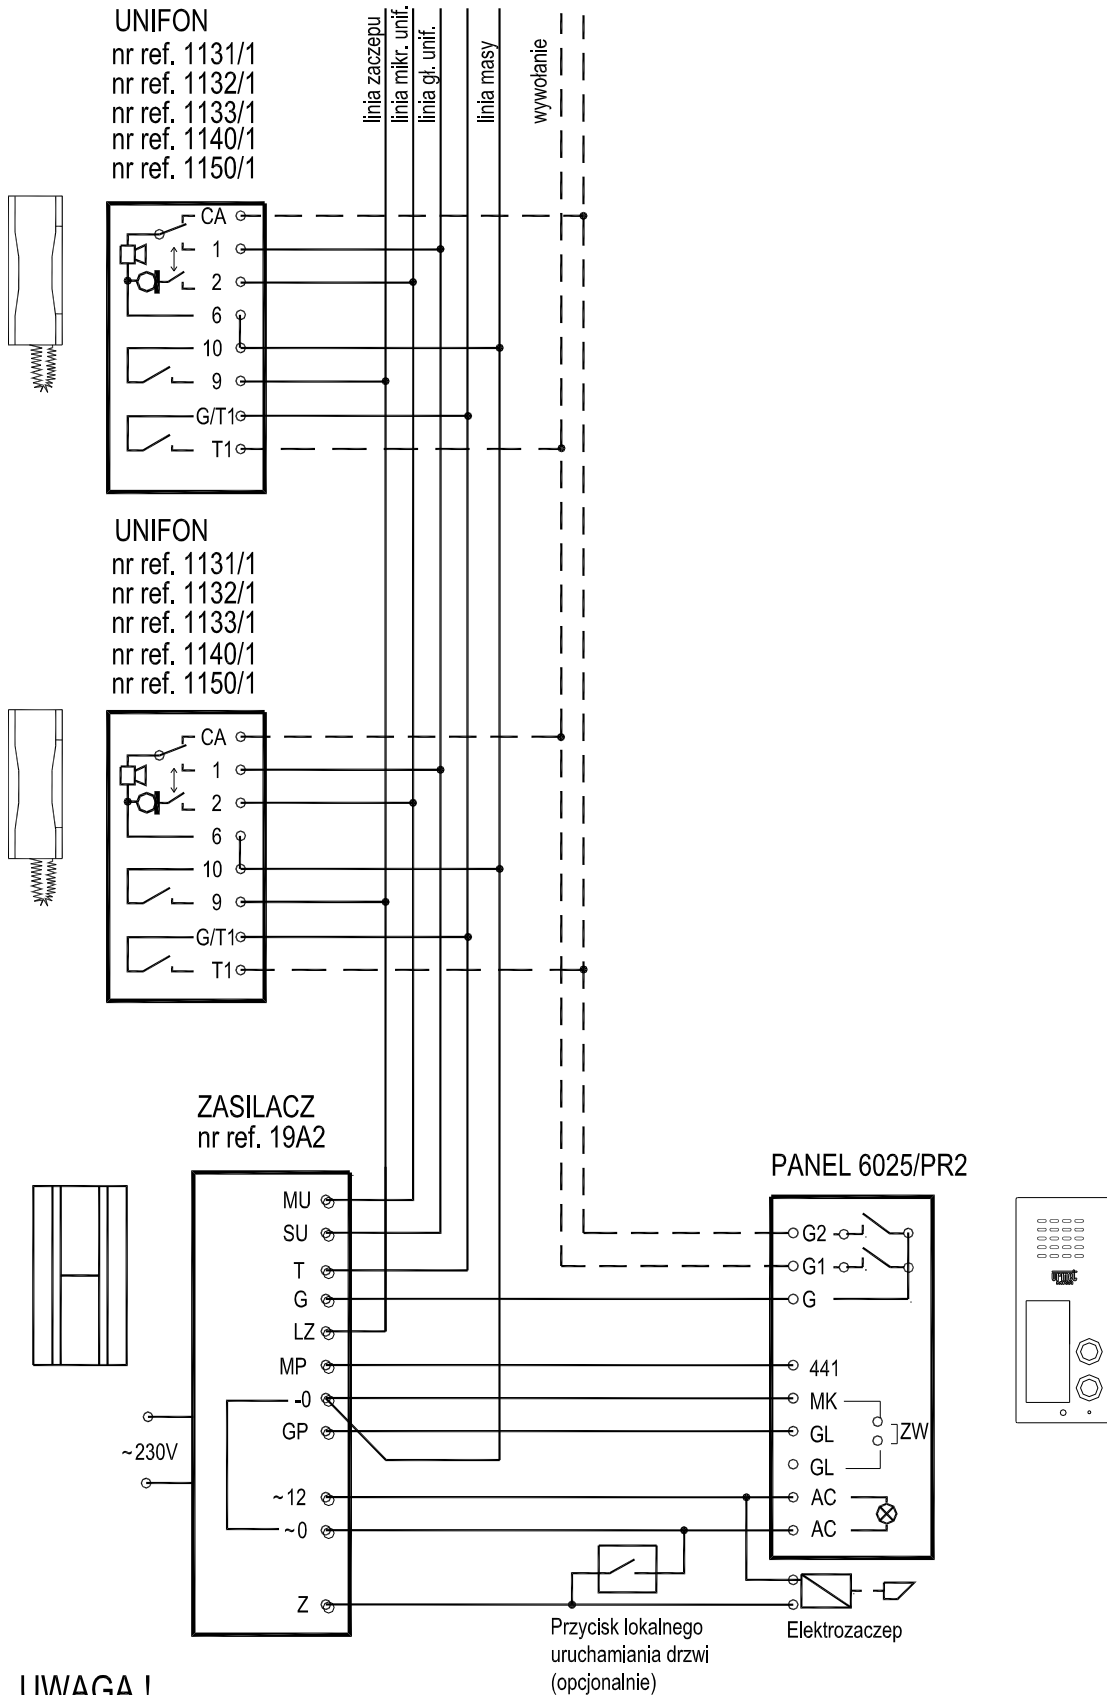 UNIFON
nr ref. 1131/1
nr ref. 1132/1
nr ref. 1133/1
nr ref. 1140/1
nr ref. 1150/1
linia zaczepu
linia mikr. unif.
linia gł. unif.
linia masy
wywołanie
CA
1
2
6
10
9
G/T1
T1
UNIFON
nr ref. 1131/1
nr ref. 1132/1
nr ref. 1133/1
nr ref. 1140/1
nr ref. 1150/1
CA
1
2
6
10
9
G/T1
T1
ZASILACZ
nr ref. 19A2
MU
SU
T
G
LZ
MP
-0
GP
~12
~0
Z
~230V
PANEL 6025/PR2
G2
G1
G
441
MK
GL
ZW
GL
AC
AC
urmet
Przycisk lokalnego
uruchamiania drzwi
(opcjonalnie)
Elektrozaczep
UWAGA !